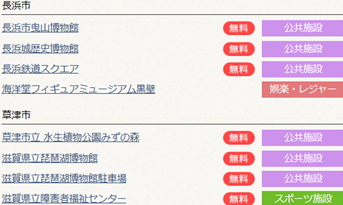 長浜市
長浜市曳山博物館 無料 公共施設
長浜城歴史博物館 無料 公共施設
長浜鉄道スクエア 無料 公共施設
海洋堂フィギュアミュージアム黒壁 娯楽・レジャー
草津市
草津市立 水生植物公園みずの森 無料 公共施設
滋賀県立琵琶湖博物館 無料 公共施設
滋賀県立琵琶湖博物館駐車場 無料 公共施設
滋賀県立障害者福祉センター 無料 スポーツ施設